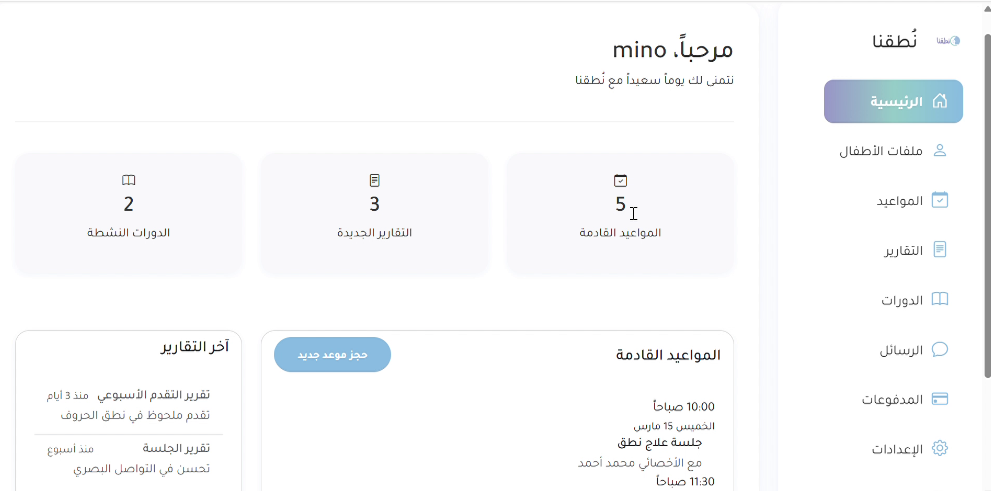 نُطقنا
نطقنا
الرئيسية
ملفات الأطفال
المواعيد
التقارير
الدورات
الرسائل
المدفوعات
الإعدادات
مرحباً، mino
نتمنى لك يوماً سعيداً مع نُطقنا
5
المواعيد القادمة
3
التقارير الجديدة
2
الدورات النشطة
المواعيد القادمة
حجز موعد جديد
10:00 صباحاً
الخميس 15 مارس
جلسة علاج نطق
مع الأخصائي محمد أحمد
11:30 صباحاً
آخر التقارير
تقرير التقدم الأسبوعي منذ 3 أيام
تقدم ملحوظ في نطق الحروف
تقرير الجلسة منذ أسبوع
تحسن في التواصل البصري